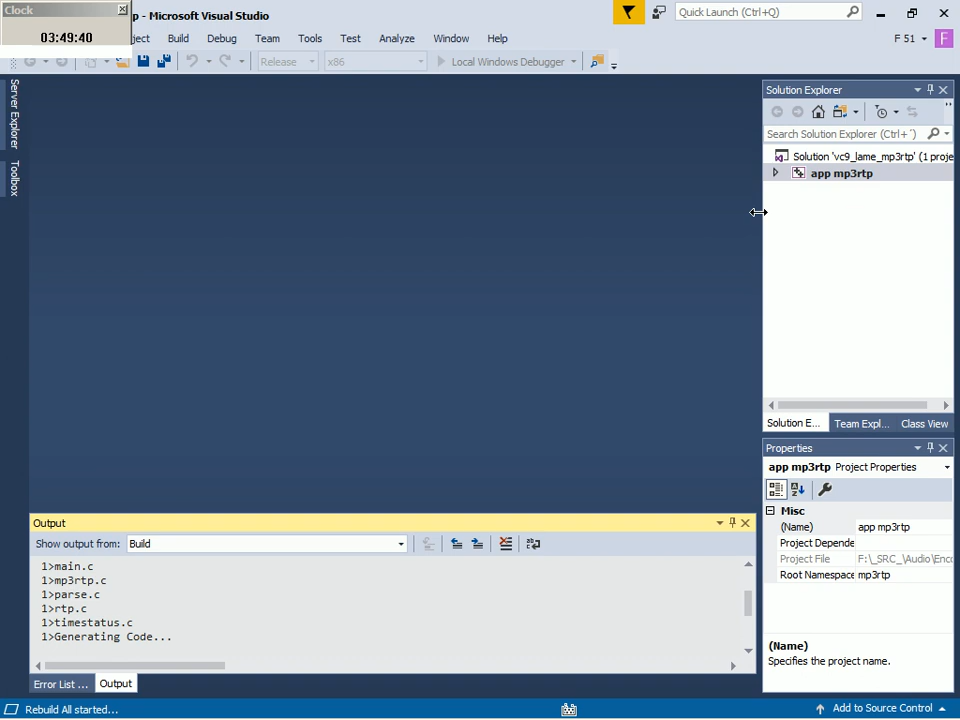 Clock
03:49:40
p - Microsoft Visual Studio
Quick Launch (Ctrl+Q)
ject Build Debug Team Tools Test Analyze Window Help
F 51
F
Release
x86
Local Windows Debugger
Server Explorer
Toolbox
Solution Explorer
Search Solution Explorer (Ctrl+')
Solution 'vc9_lame_mp3rtp' (1 proje
app mp3rtp
Solution E... Team Expl... Class View
Properties
app mp3rtp Project Properties
Misc
(Name) app mp3rtp
Project Depende
Project File F:\_SRC_\Audio\Enco
Root Namespace mp3rtp
(Name)
Specifies the project name.
Output
Show output from: Build
1>main.c
1>mp3rtp.c
1>parse.c
1>rtp.c
1>timestatus.c
1>Generating Code...
Error List ... Output
Rebuild All started...
Add to Source Control